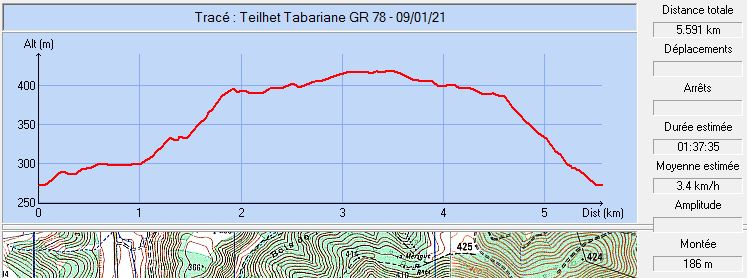 Tracé : Teilhet Tabariane GR 78 - 09/01/21
Alt (m)
400
350
300
250
0
1
2
3
4
5
Dist (km)
Distance totale
5.591 km
Déplacements
Arrêts
Durée estimée
01:37:35
Moyenne estimée
3.4 km/h
Amplitude
Montée
186 m
425
424